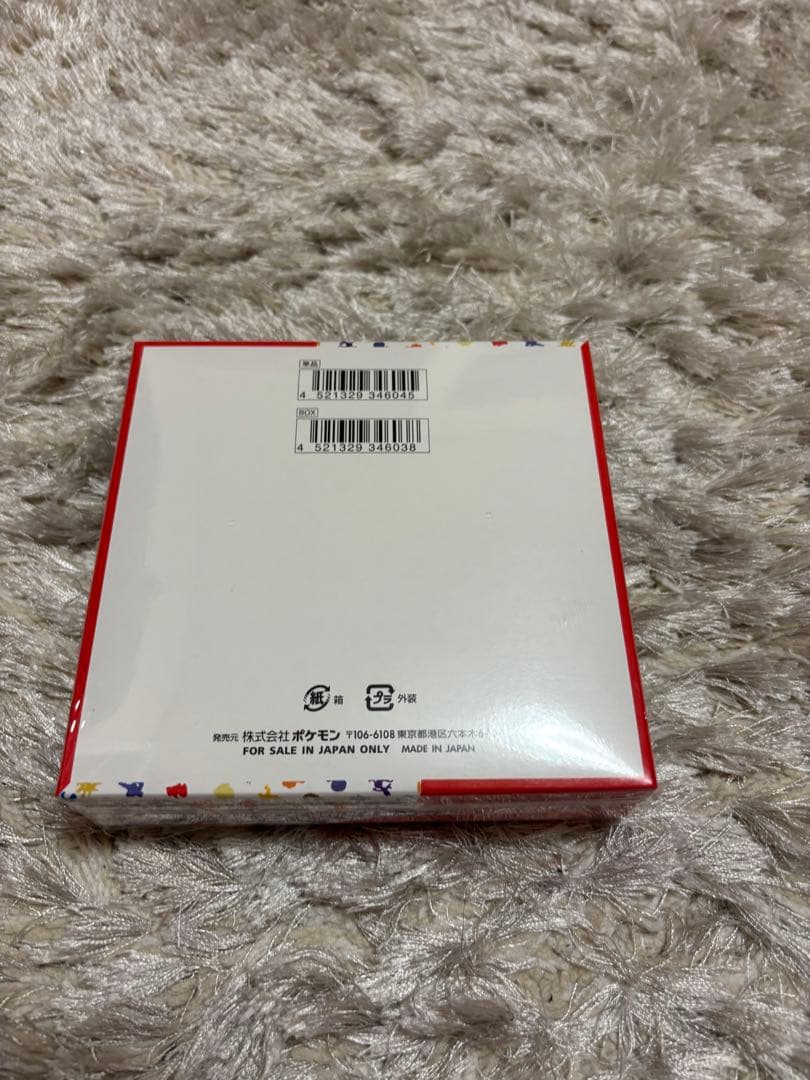 単品
4 521329 346045
BOX
4 521329 346038
紙 箱
プラ 外装
発売元 株式会社 ポケモン 〒106-6108 東京都港区六本木6-
FOR SALE IN JAPAN ONLY MADE IN JAPAN